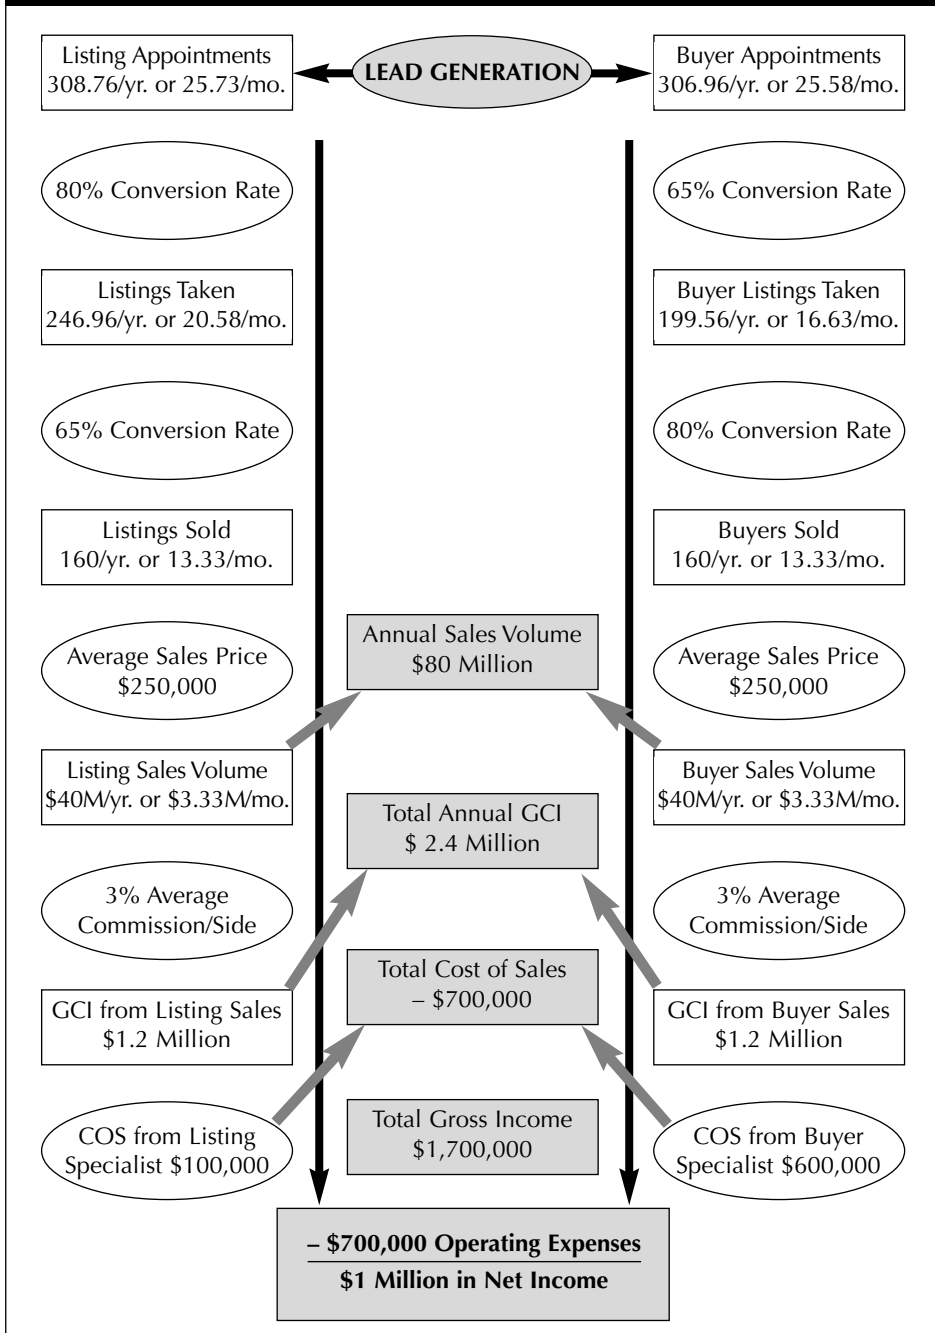 Listing Appointments
308.76/yr. or 25.73/mo.
LEAD GENERATION
Buyer Appointments
306.96/yr. or 25.58/mo.
80% Conversion Rate
65% Conversion Rate
Listings Taken
246.96/yr. or 20.58/mo.
Buyer Listings Taken
199.56/yr. or 16.63/mo.
65% Conversion Rate
80% Conversion Rate
Listings Sold
160/yr. or 13.33/mo.
Buyers Sold
160/yr. or 13.33/mo.
Average Sales Price
$250,000
Annual Sales Volume
$80 Million
Average Sales Price
$250,000
Listing Sales Volume
$40M/yr. or $3.33M/mo.
Total Annual GCI
$ 2.4 Million
Buyer Sales Volume
$40M/yr. or $3.33M/mo.
3% Average
Commission/Side
3% Average
Commission/Side
Total Cost of Sales
– $700,000
GCI from Listing Sales
$1.2 Million
GCI from Buyer Sales
$1.2 Million
COS from Listing
Specialist $100,000
Total Gross Income
$1,700,000
COS from Buyer
Specialist $600,000
– $700,000 Operating Expenses
$1 Million in Net Income